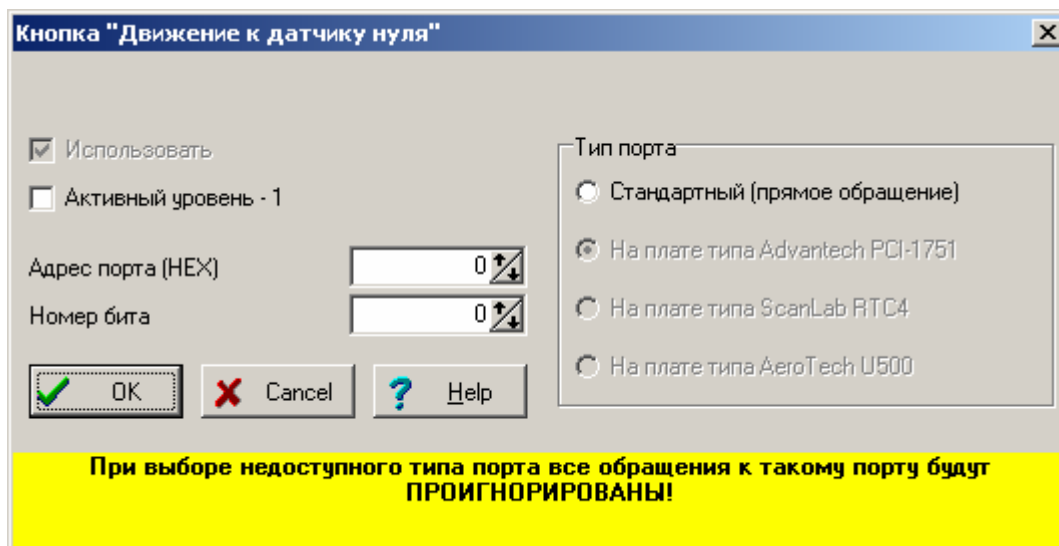 Кнопка "Движение к датчику нуля"
Использовать
Активный уровень - 1
Адрес порта (HEX)
0
Номер бита
0
OK
Cancel
Help
Тип порта
Стандартный (прямое обращение)
На плате типа Advantech PCI-1751
На плате типа ScanLab RTC4
На плате типа AeroTech U500
При выборе недоступного типа порта все обращения к такому порту будут
ПРОИГНОРИРОВАНЫ!